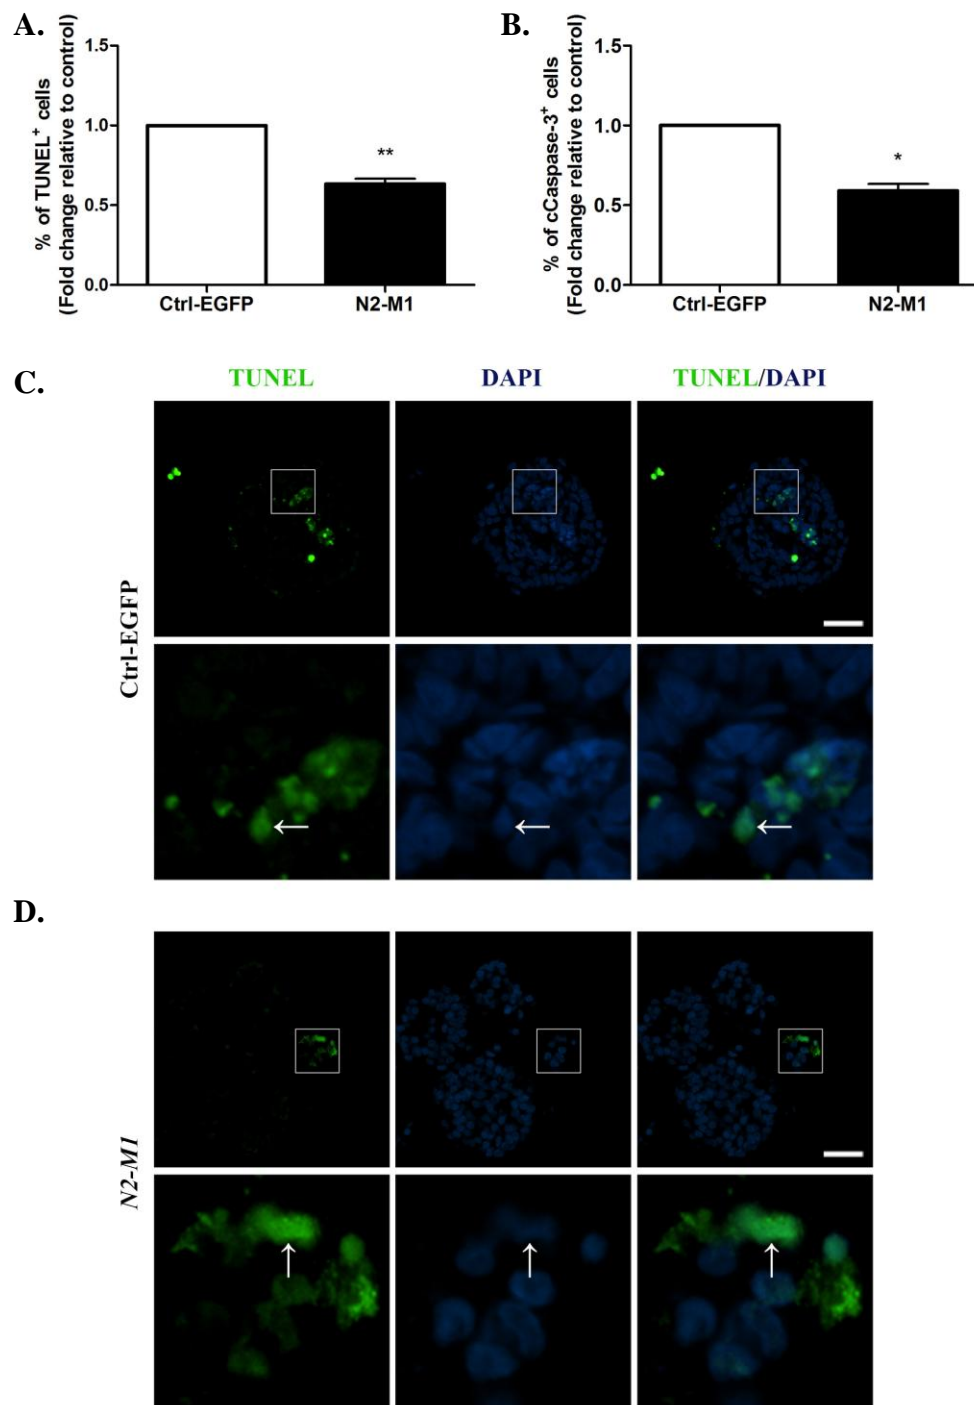 A.
% of TUNEL⁺ cells
(Fold change relative to control)
1.5
1.0
0.5
0.0
**
Ctrl-EGFP
N2-M1
B.
% of cCaspase-3⁺ cells
(Fold change relative to control)
1.5
1.0
0.5
0.0
*
Ctrl-EGFP
N2-M1
C.
TUNEL
DAPI
TUNEL/DAPI
Ctrl-EGFP
D.
N2-M1